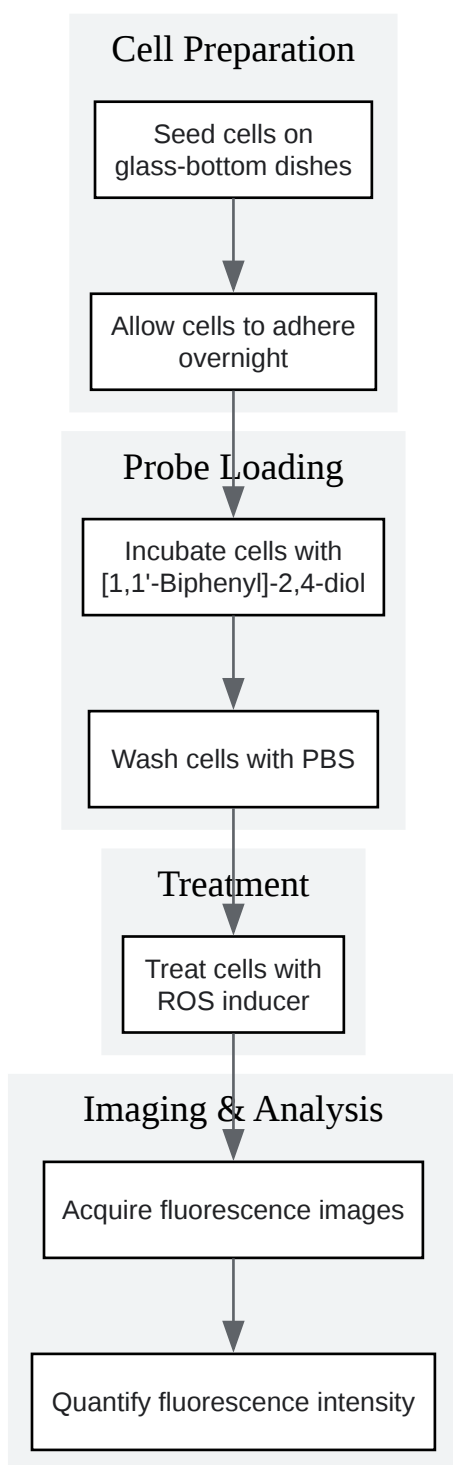 Cell Preparation
Seed cells on
glass-bottom dishes
Allow cells to adhere
overnight
Probe Loading
Incubate cells with
[1,1'-Biphenyl]-2,4-diol
Wash cells with PBS
Treatment
Treat cells with
ROS inducer
Imaging & Analysis
Acquire fluorescence images
Quantify fluorescence intensity